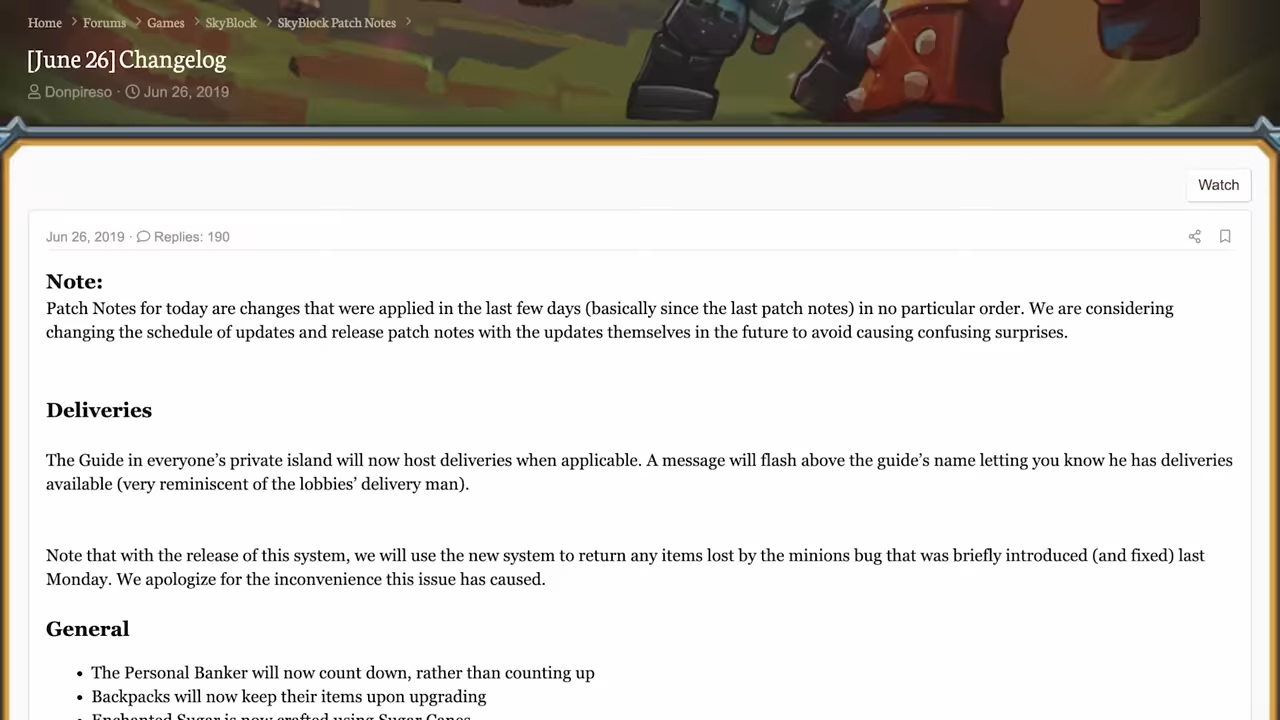 Home > Forums > Games > SkyBlock > SkyBlock Patch Notes >
[June 26] Changelog
Donpireso · Jun 26, 2019
Watch
Jun 26, 2019 · Replies: 190
Note:
Patch Notes for today are changes that were applied in the last few days (basically since the last patch notes) in no particular order. We are considering
changing the schedule of updates and release patch notes with the updates themselves in the future to avoid causing confusing surprises.
Deliveries
The Guide in everyone’s private island will now host deliveries when applicable. A message will flash above the guide’s name letting you know he has deliveries
available (very reminiscent of the lobbies’ delivery man).
Note that with the release of this system, we will use the new system to return any items lost by the minions bug that was briefly introduced (and fixed) last
Monday. We apologize for the inconvenience this issue has caused.
General
• The Personal Banker will now count down, rather than counting up
• Backpacks will now keep their items upon upgrading
• Enchanted Sugar is now crafted using Sugar Canes